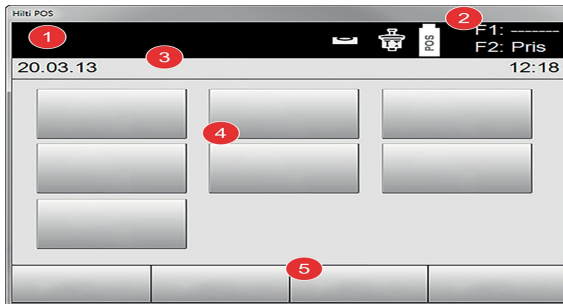 Hilti POS
1
2
F1: -------
POS
F2: Pris
3
20.03.13
12:18
4
5